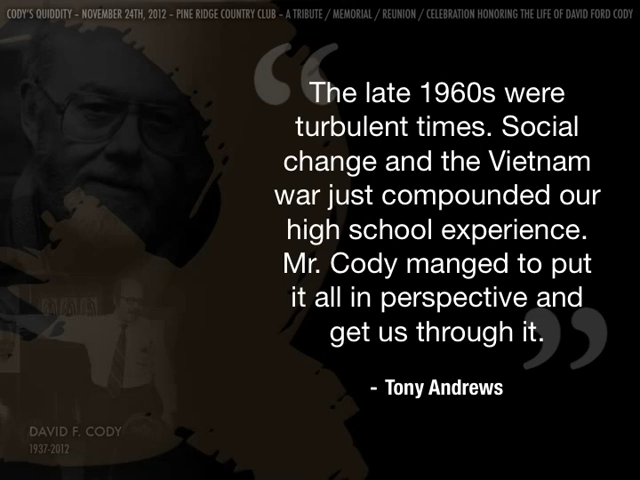 CODY'S QUIDDITY – NOVEMBER 24TH, 2012 – PINE RIDGE COUNTRY CLUB – A TRIBUTE / MEMORIAL / REUNION / CELEBRATION HONORING THE LIFE OF DAVID FORD CODY
“
The late 1960s were
turbulent times. Social
change and the Vietnam
war just compounded our
high school experience.
Mr. Cody manged to put
it all in perspective and
get us through it.
”
- Tony Andrews
DAVID F. CODY
1937-2012